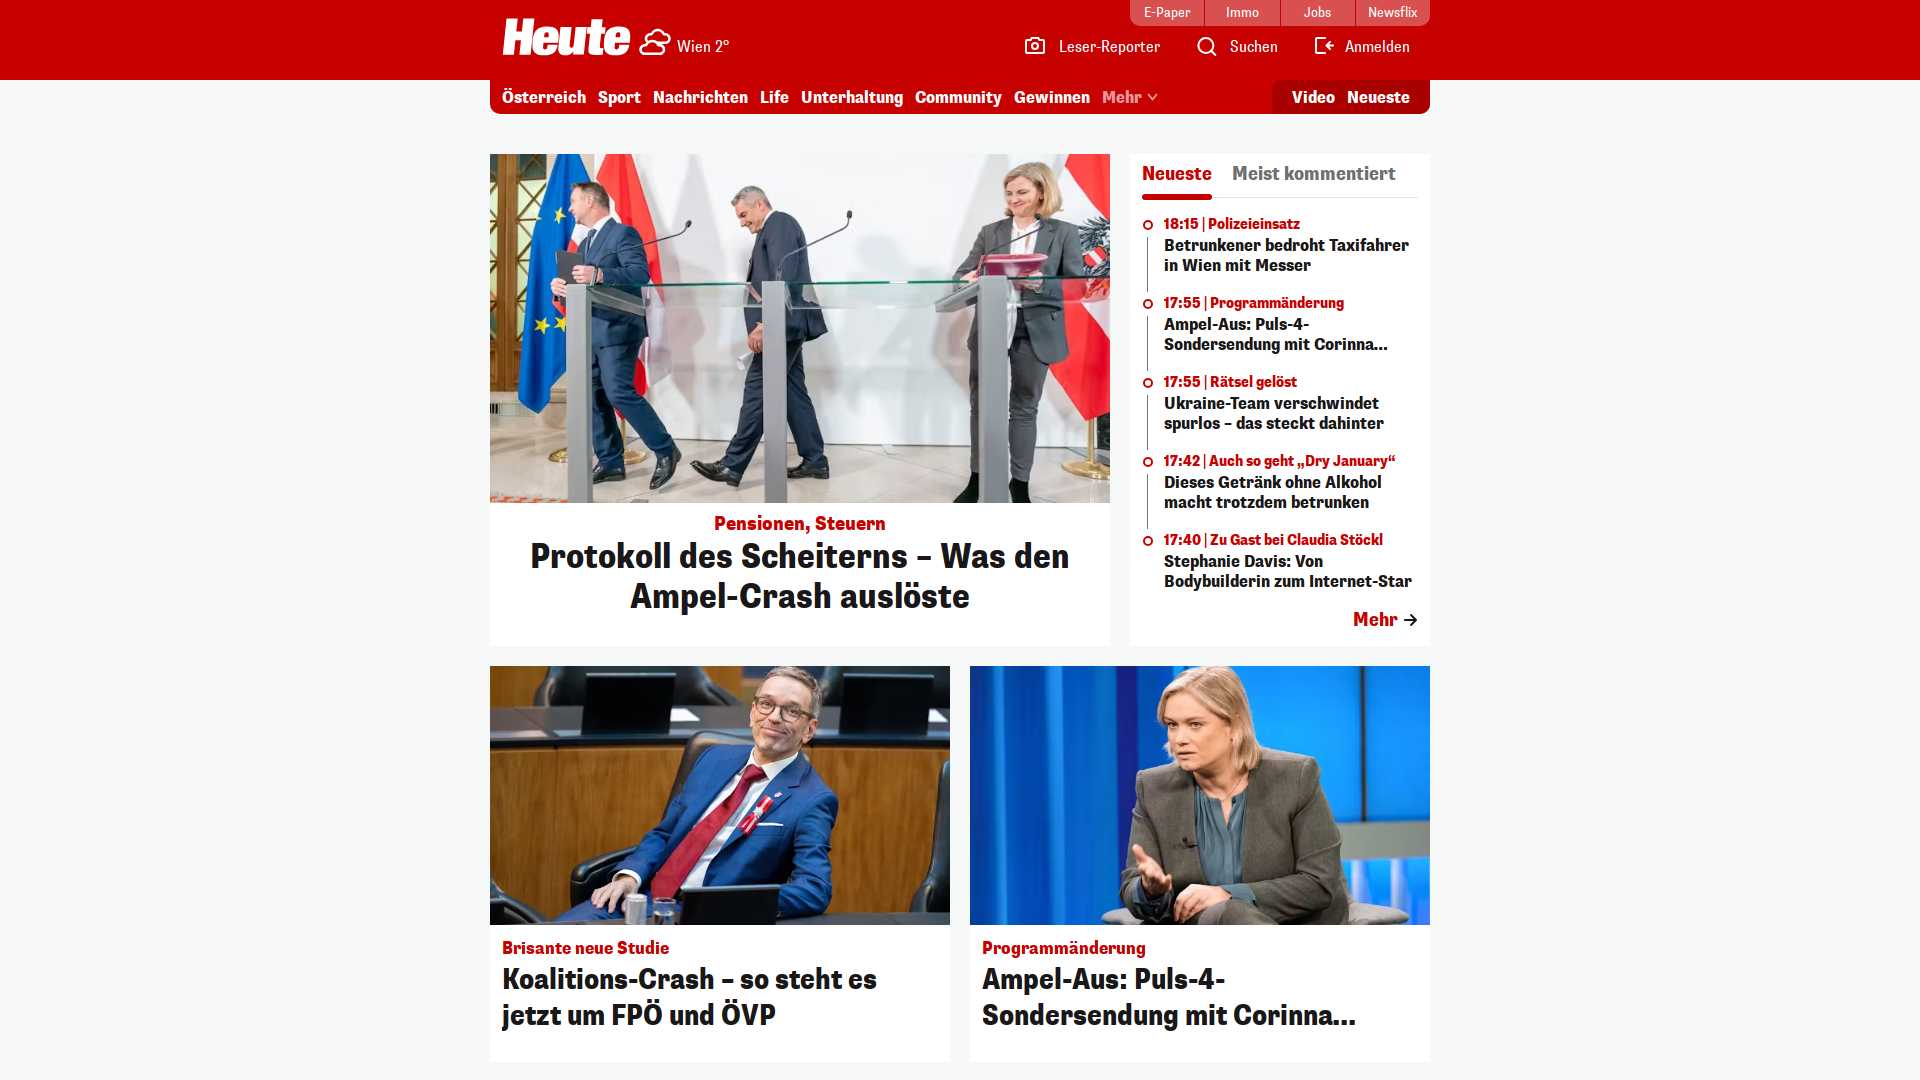 E-Paper
Immo
Jobs
Newsflix
Heute
Wien 2°
Leser-Reporter
Suchen
Anmelden
Österreich
Sport
Nachrichten
Life
Unterhaltung
Community
Gewinnen
Mehr
Video
Neueste
Pensionen, Steuern
Protokoll des Scheiterns – Was den
Ampel-Crash auslöste
Neueste
Meist kommentiert
18:15 | Polizeieinsatz
Betrunkener bedroht Taxifahrer
in Wien mit Messer
17:55 | Programmänderung
Ampel-Aus: Puls-4-
Sondersendung mit Corinna...
17:55 | Rätsel gelöst
Ukraine-Team verschwindet
spurlos – das steckt dahinter
17:42 | Auch so geht „Dry January“
Dieses Getränk ohne Alkohol
macht trotzdem betrunken
17:40 | Zu Gast bei Claudia Stöckl
Stephanie Davis: Von
Bodybuilderin zum Internet-Star
Mehr
Brisante neue Studie
Koalitions-Crash – so steht es
jetzt um FPÖ und ÖVP
Programmänderung
Ampel-Aus: Puls-4-
Sondersendung mit Corinna...